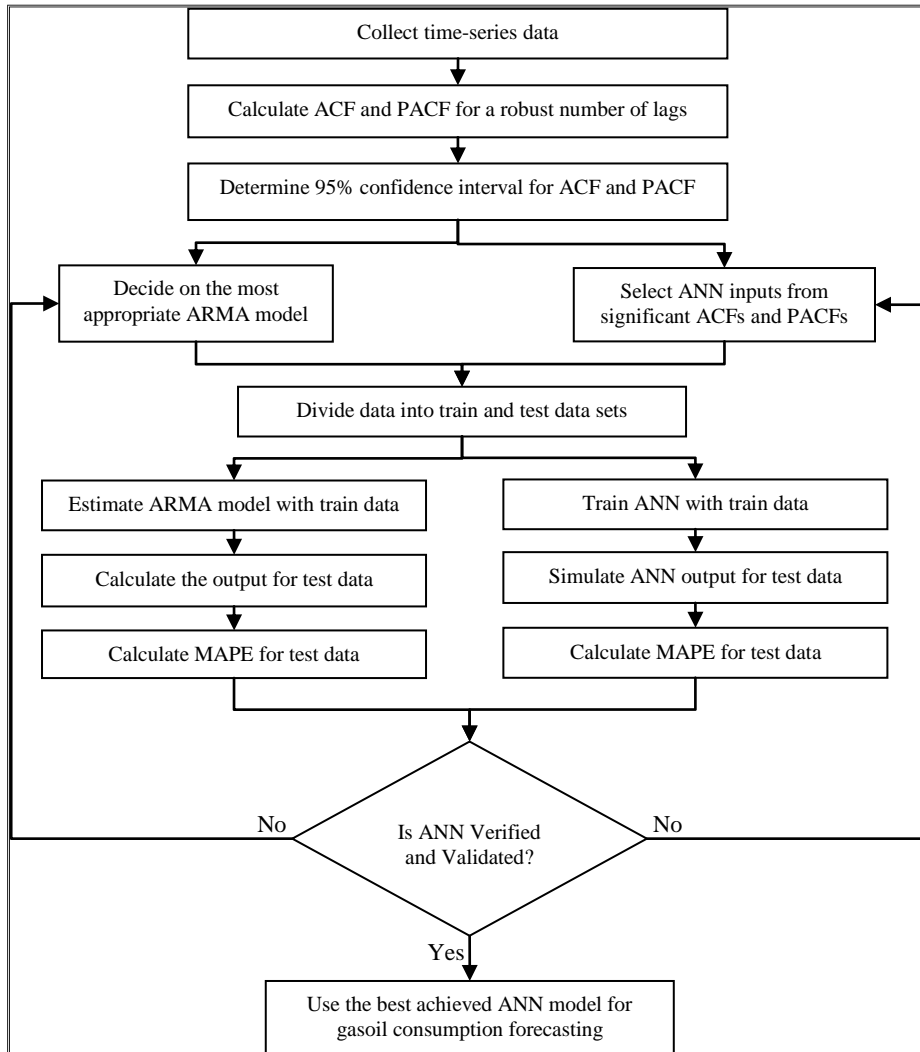 Collect time-series data
Calculate ACF and PACF for a robust number of lags
Determine 95% confidence interval for ACF and PACF
Decide on the most
appropriate ARMA model
Select ANN inputs from
significant ACFs and PACFs
Divide data into train and test data sets
Estimate ARMA model with train data
Train ANN with train data
Calculate the output for test data
Simulate ANN output for test data
Calculate MAPE for test data
Calculate MAPE for test data
No
Is ANN Verified
and Validated?
No
Yes
Use the best achieved ANN model for
gasoil consumption forecasting